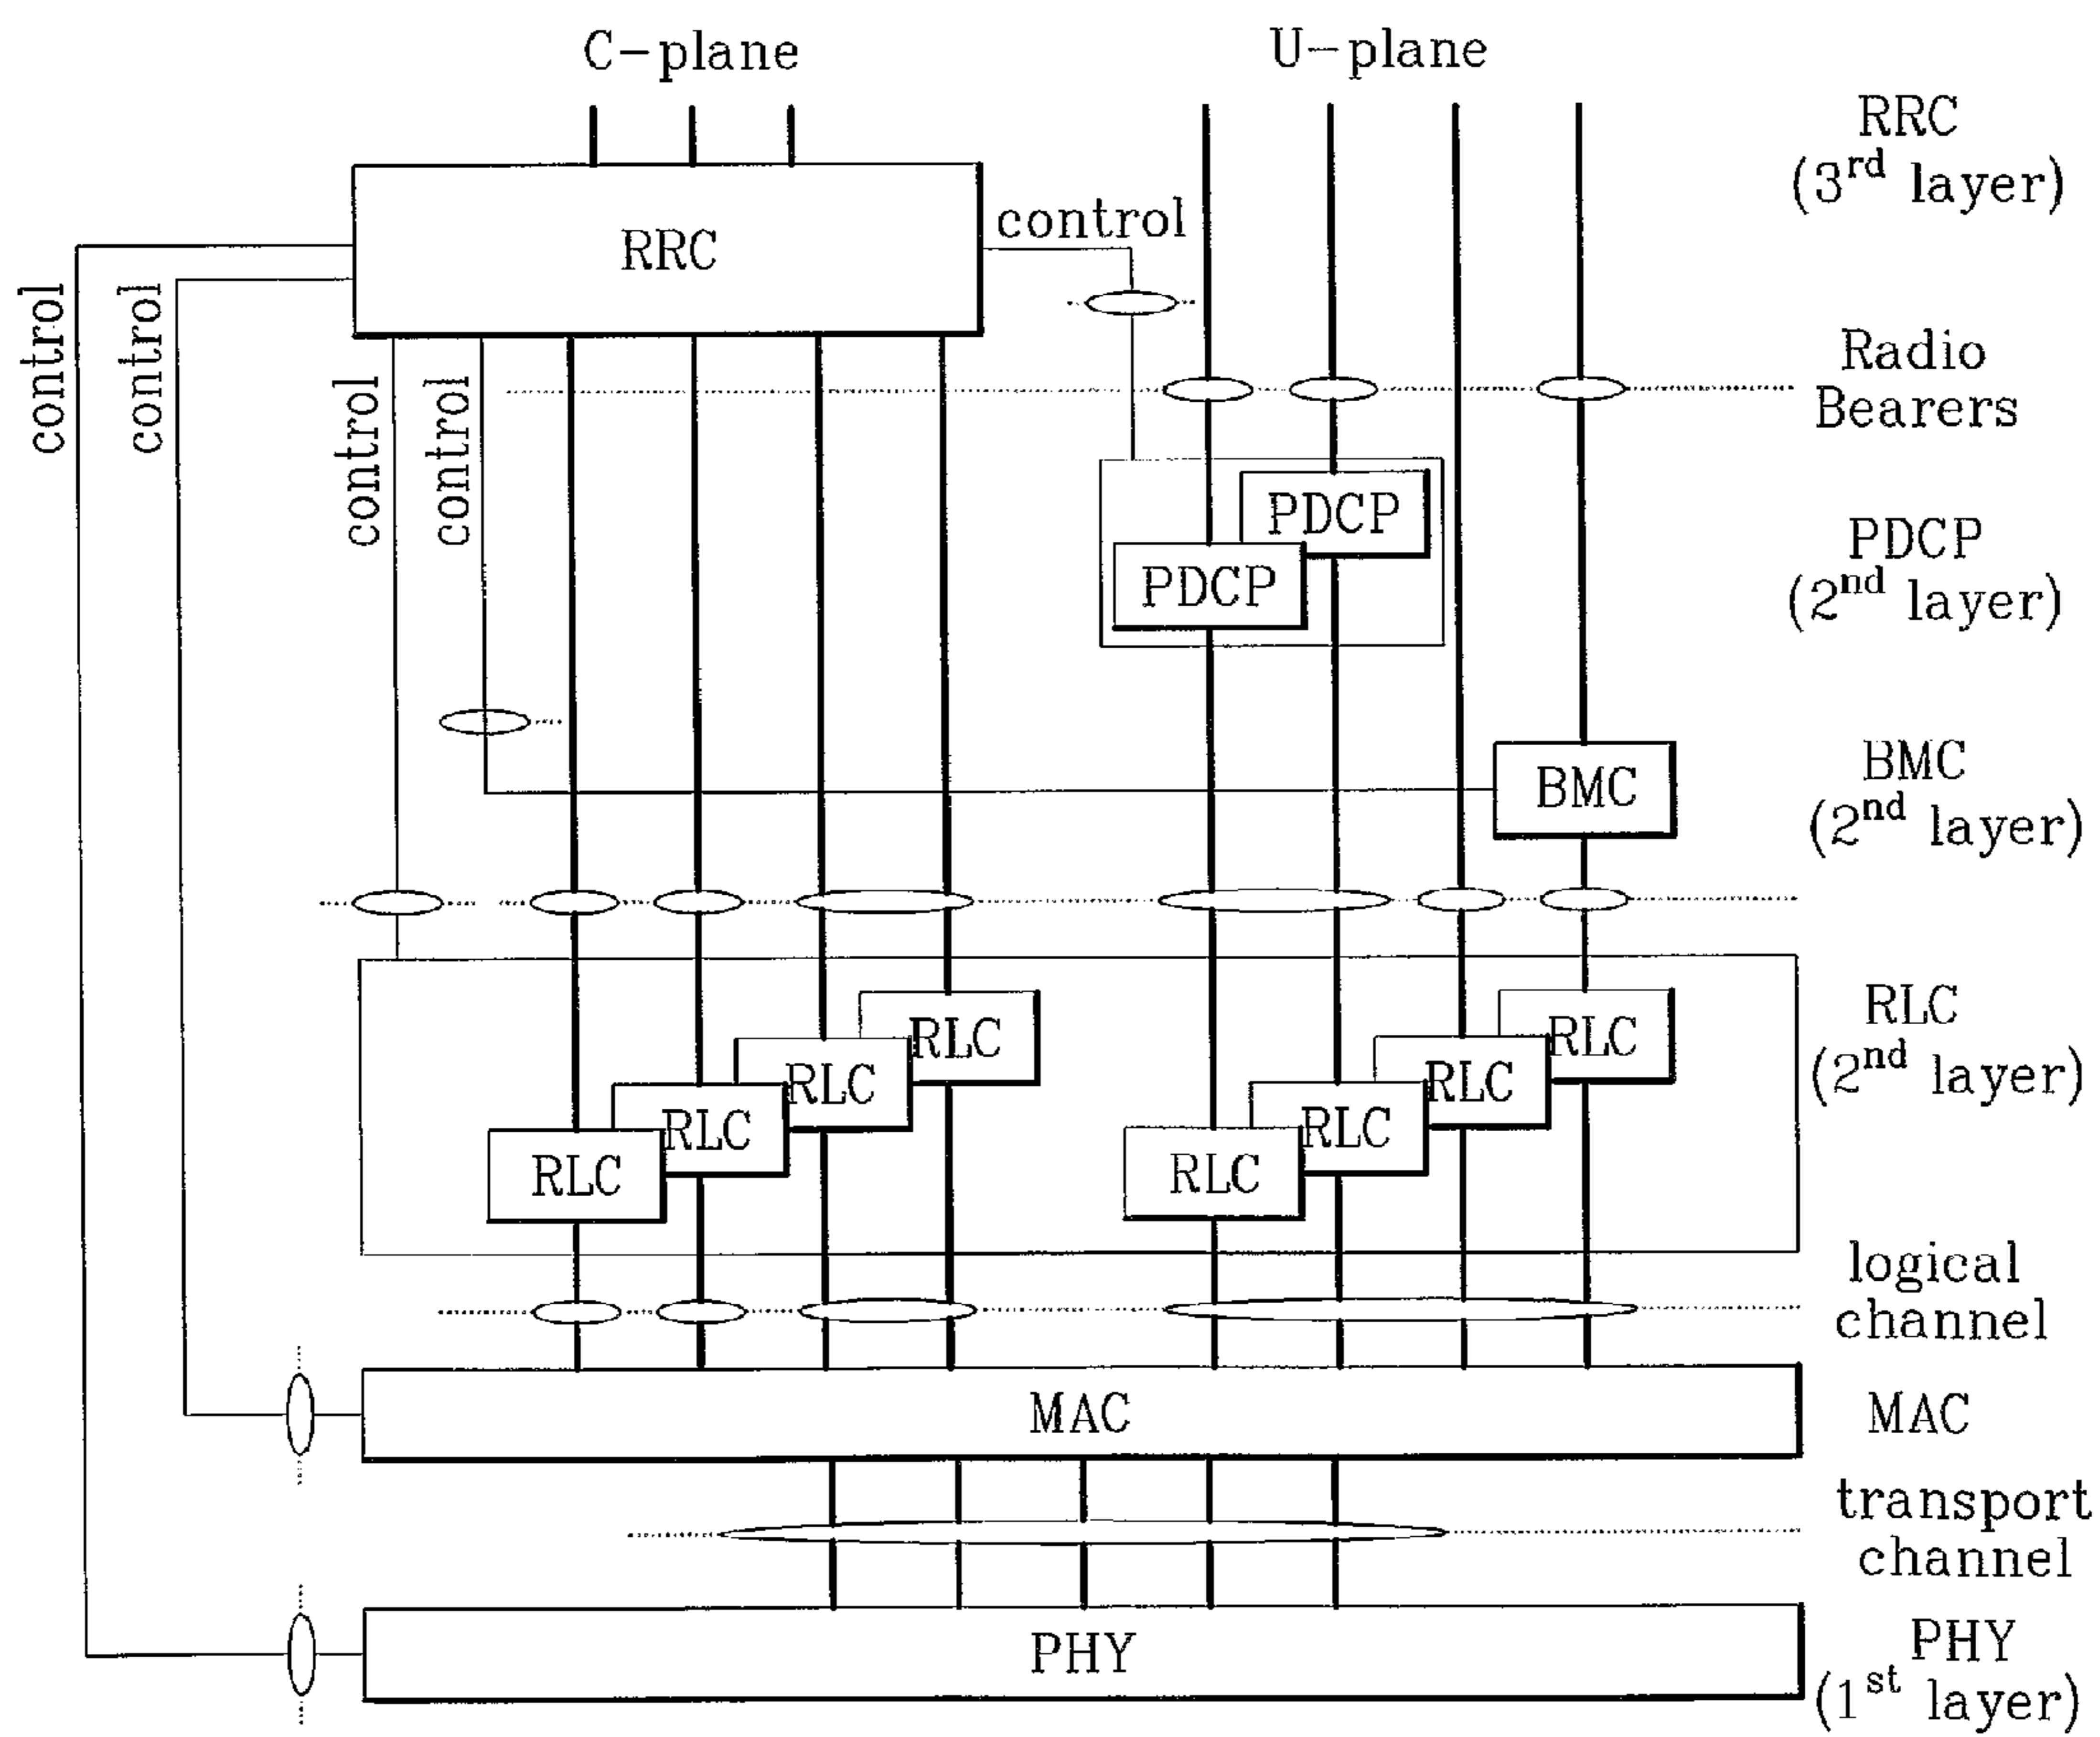 C-plane
U-plane
RRC
(3rd layer)
RRC
control
control
control
control
control
Radio
Bearers
PDCP
PDCP
PDCP
(2nd layer)
BMC
BMC
(2nd layer)
RLC
RLC
RLC
RLC
RLC
RLC
RLC
RLC
RLC
(2nd layer)
logical
channel
MAC
MAC
transport
channel
PHY
PHY
(1st layer)